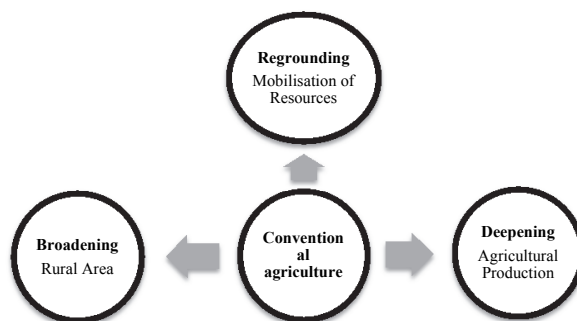 Regrounding
Mobilisation of
Resources
Broadening
Rural Area
Convention
al
agriculture
Deepening
Agricultural
Production